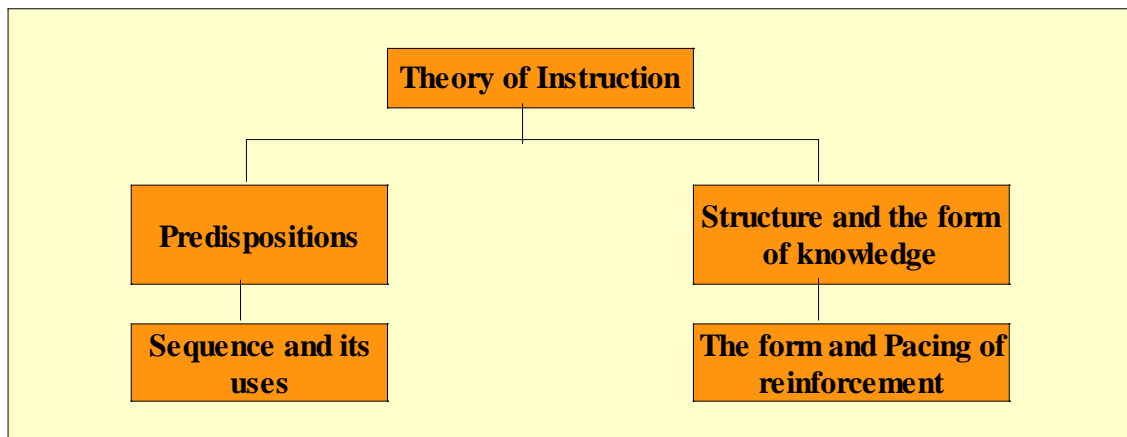 Theory of Instruction
Predispositions
Structure and the form
of knowledge
Sequence and its
uses
The form and Pacing of
reinforcement